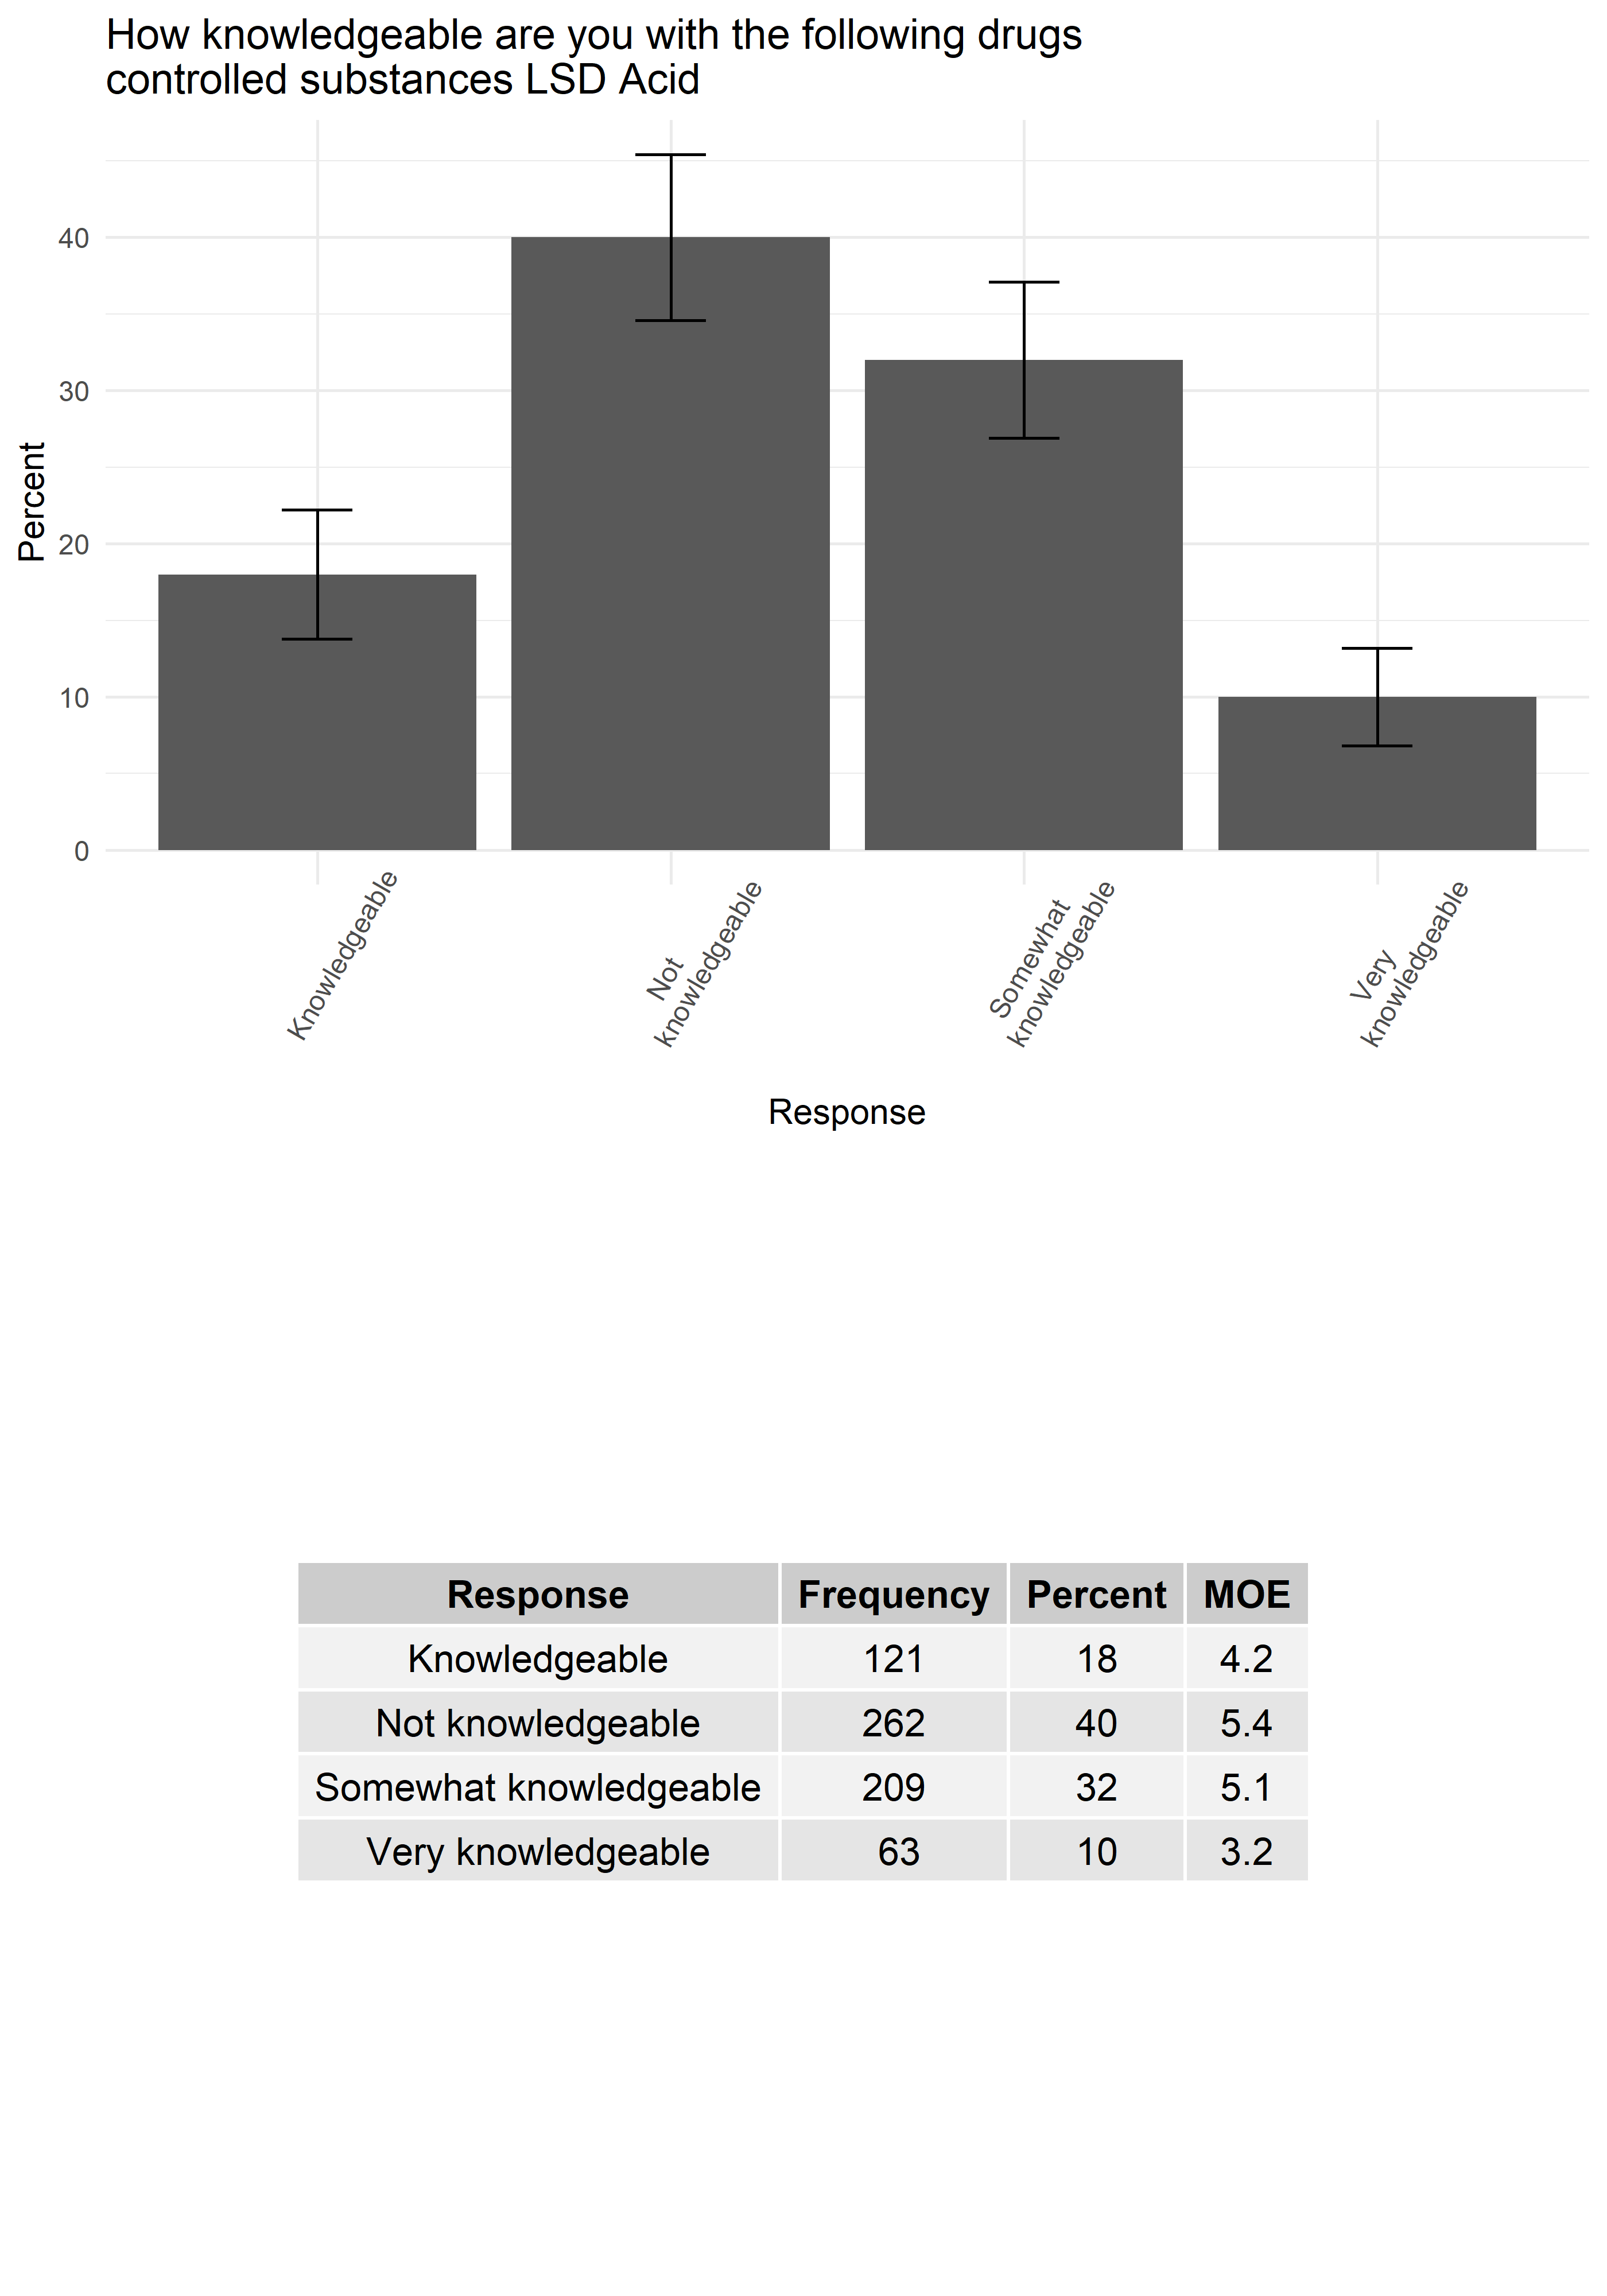 How knowledgeable are you with the following drugs
controlled substances LSD Acid
Percent
40
30
20
10
0
Knowledgeable
Not
knowledgeable
Somewhat
knowledgeable
Very
knowledgeable
Response
Response Frequency Percent MOE
Knowledgeable 121 18 4.2
Not knowledgeable 262 40 5.4
Somewhat knowledgeable 209 32 5.1
Very knowledgeable 63 10 3.2